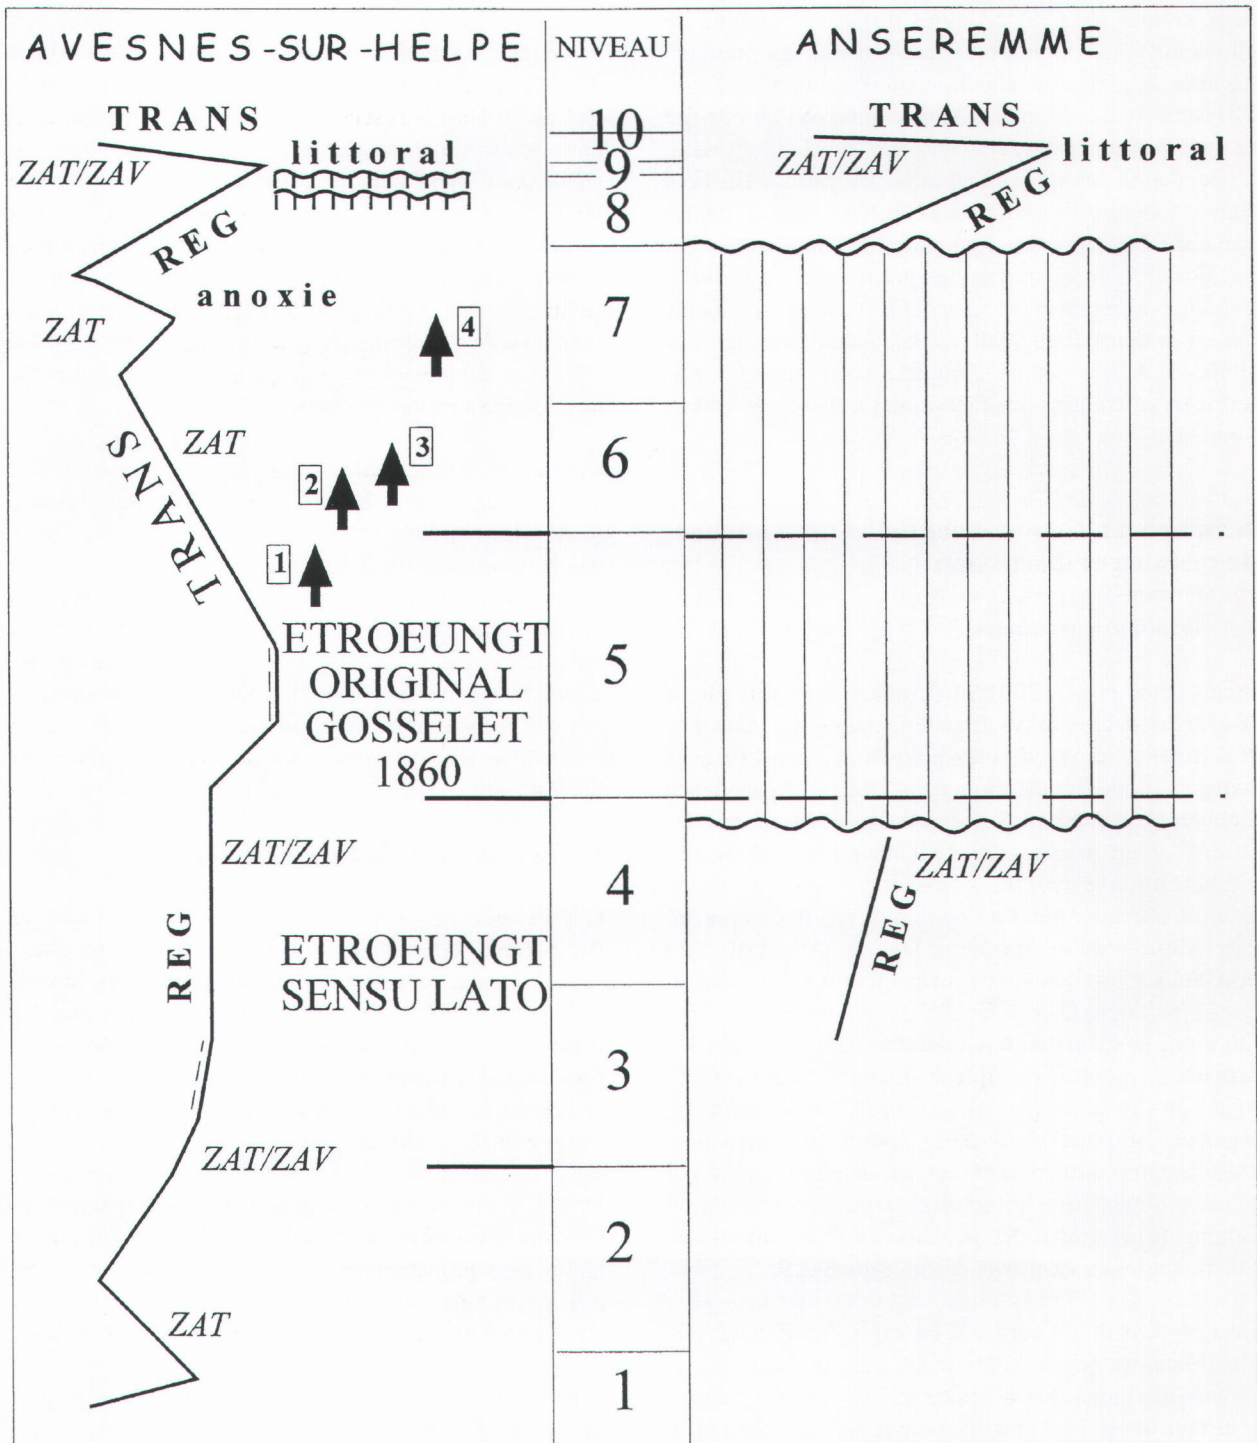 AVESNES-SUR-HELPE
NIVEAU
ANSEREMME
TRANS
ZAT/ZAV
littoral
REG
anoxie
ZAT
4
ZAT
TRANS
3
2
1
ETROEUNGT
ORIGINAL
GOSSELET
1860
ZAT/ZAV
REG
ETROEUNGT
SENSU LATO
ZAT/ZAV
ZAT
10
9
8
7
6
5
4
3
2
1
TRANS
ZAT/ZAV
littoral
REG
ZAT/ZAV
REG